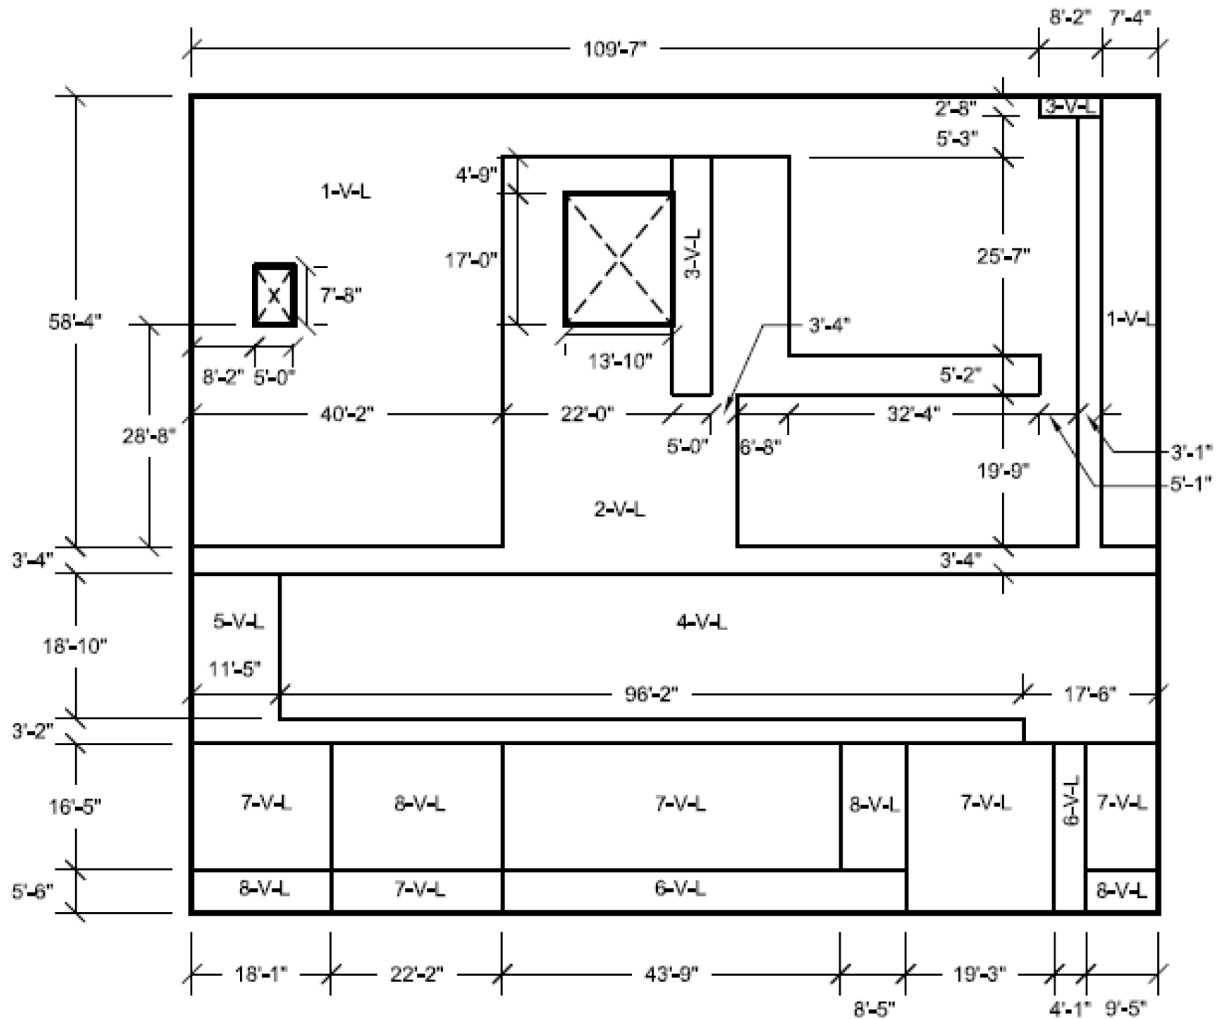 8'-2" 7'-4"
109'-7"
2'-8" 3-V-L
5'-3"
4'-9"
1-V-L
3-V-L
17'-0" 25'-7"
X 7'-8"
58'-4" 3'-4" 1-V-L
13'-10"
8'-2" 5'-0" 5'-2"
40'-2" 22'-0" 32'-4"
28'-8" 5'-0" 6'-8" 3'-1"
19'-9" 5'-1"
2-V-L
3'-4" 3'-4"
5-V-L 4-V-L
18'-10"
11'-5"
96'-2" 17'-6"
3'-2"
16'-5" 7-V-L 8-V-L 7-V-L 8-V-L 7-V-L 6-V-L 7-V-L
5'-6" 8-V-L 7-V-L 6-V-L 8-V-L
18'-1" 22'-2" 43'-9" 19'-3"
8'-5" 4'-1" 9'-5"